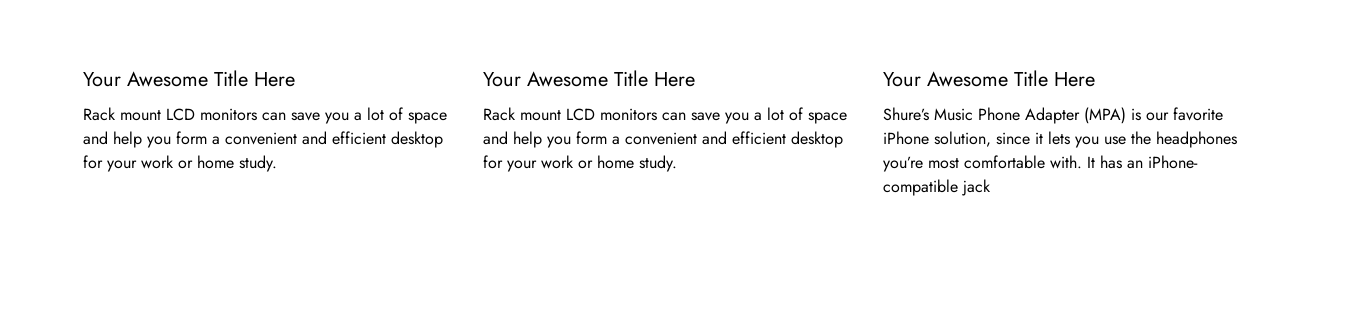 Your Awesome Title Here
Rack mount LCD monitors can save you a lot of space
and help you form a convenient and efficient desktop
for your work or home study.
Your Awesome Title Here
Rack mount LCD monitors can save you a lot of space
and help you form a convenient and efficient desktop
for your work or home study.
Your Awesome Title Here
Shure’s Music Phone Adapter (MPA) is our favorite
iPhone solution, since it lets you use the headphones
you’re most comfortable with. It has an iPhone-
compatible jack